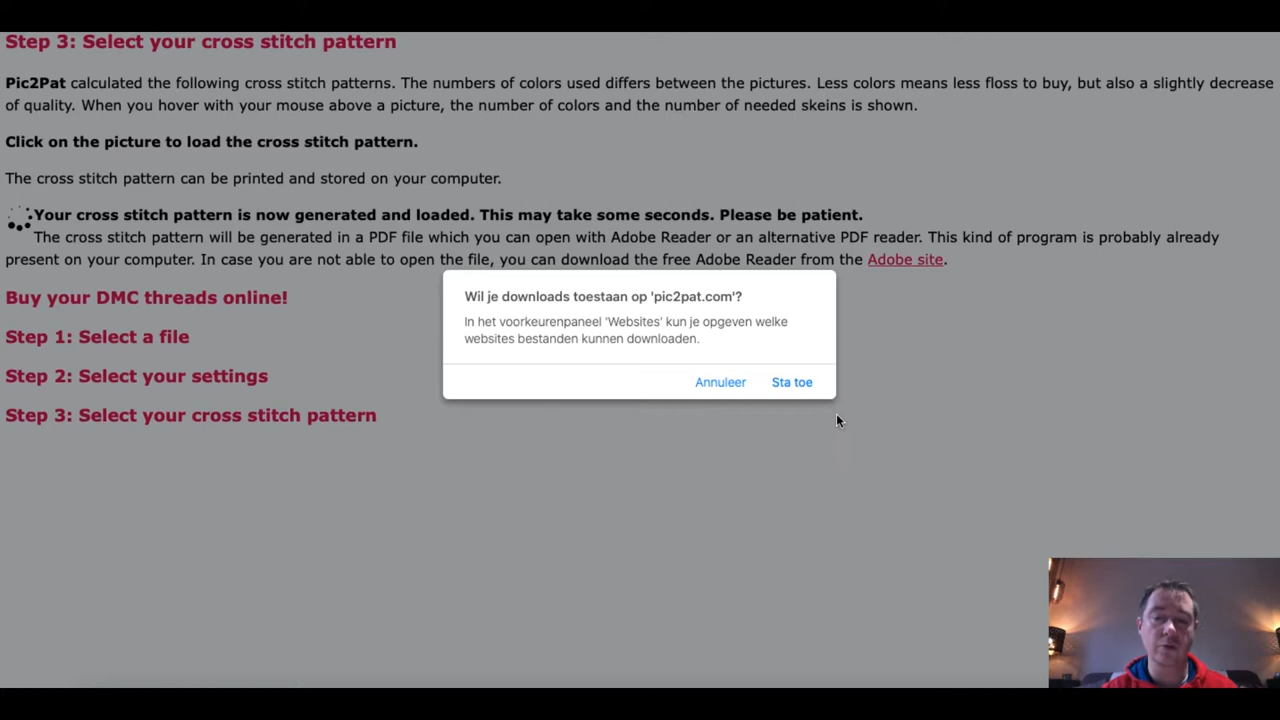 Step 3: Select your cross stitch pattern
Pic2Pat calculated the following cross stitch patterns. The numbers of colors used differs between the pictures. Less colors means less floss to buy, but also a slightly decrease
of quality. When you hover with your mouse above a picture, the number of colors and the number of needed skeins is shown.
Click on the picture to load the cross stitch pattern.
The cross stitch pattern can be printed and stored on your computer.
Your cross stitch pattern is now generated and loaded. This may take some seconds. Please be patient.
The cross stitch pattern will be generated in a PDF file which you can open with Adobe Reader or an alternative PDF reader. This kind of program is probably already
present on your computer. In case you are not able to open the file, you can download the free Adobe Reader from the Adobe site.
Buy your DMC threads online!
Step 1: Select a file
Step 2: Select your settings
Step 3: Select your cross stitch pattern
Wil je downloads toestaan op 'pic2pat.com'?
In het voorkeurenpaneel 'Websites' kun je opgeven welke
websites bestanden kunnen downloaden.
Annuleer
Sta toe